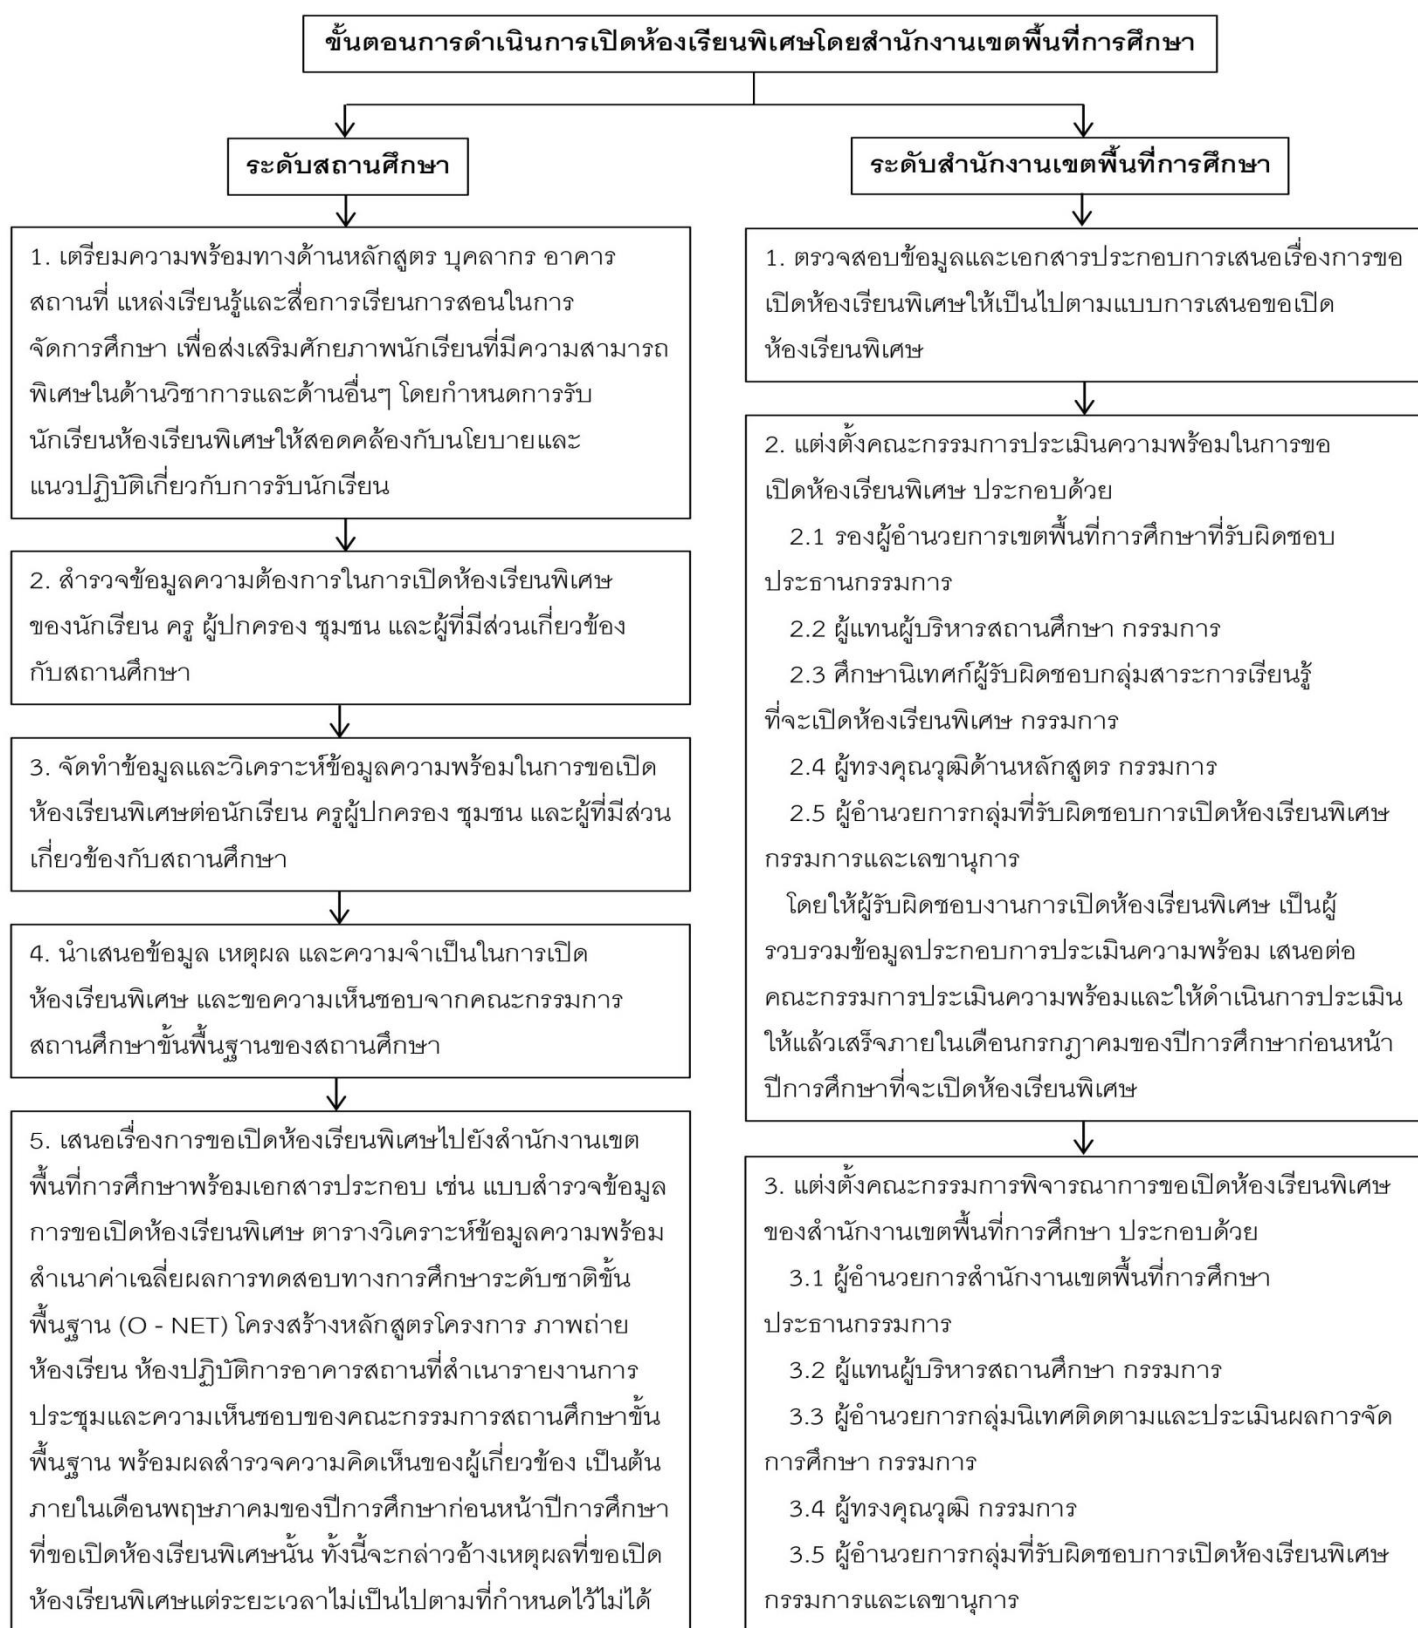 ขั้นตอนการดำเนินการเปิดห้องเรียนพิเศษโดยสำนักงานเขตพื้นที่การศึกษา
ระดับสถานศึกษา
1. เตรียมความพร้อมทางด้านหลักสูตร บุคลากร อาคาร
สถานที่ แหล่งเรียนรู้และสื่อการเรียนการสอนในการ
จัดการศึกษา เพื่อส่งเสริมศักยภาพนักเรียนที่มีความสามารถ
พิเศษในด้านวิชาการและด้านอื่นๆ โดยกำหนดการรับ
นักเรียนห้องเรียนพิเศษให้สอดคล้องกับนโยบายและ
แนวปฏิบัติเกี่ยวกับการรับนักเรียน
2. สำรวจข้อมูลความต้องการในการเปิดห้องเรียนพิเศษ
ของนักเรียน ครู ผู้ปกครอง ชุมชน และผู้ที่มีส่วนเกี่ยวข้อง
กับสถานศึกษา
3. จัดทำข้อมูลและวิเคราะห์ข้อมูลความพร้อมในการขอเปิด
ห้องเรียนพิเศษต่อนักเรียน ครูผู้ปกครอง ชุมชน และผู้ที่มีส่วน
เกี่ยวข้องกับสถานศึกษา
4. นำเสนอข้อมูล เหตุผล และความจำเป็นในการเปิด
ห้องเรียนพิเศษ และขอความเห็นชอบจากคณะกรรมการ
สถานศึกษาขั้นพื้นฐานของสถานศึกษา
5. เสนอเรื่องการขอเปิดห้องเรียนพิเศษไปยังสำนักงานเขต
พื้นที่การศึกษาพร้อมเอกสารประกอบ เช่น แบบสำรวจข้อมูล
การขอเปิดห้องเรียนพิเศษ ตารางวิเคราะห์ข้อมูลความพร้อม
สำเนาค่าเฉลี่ยผลการทดสอบทางการศึกษาระดับชาติขั้น
พื้นฐาน (O - NET) โครงสร้างหลักสูตรโครงการ ภาพถ่าย
ห้องเรียน ห้องปฏิบัติการอาคารสถานที่สำเนารายงานการ
ประชุมและความเห็นชอบของคณะกรรมการสถานศึกษาขั้น
พื้นฐาน พร้อมผลสำรวจความคิดเห็นของผู้เกี่ยวข้อง เป็นต้น
ภายในเดือนพฤษภาคมของปีการศึกษาก่อนหน้าปีการศึกษา
ที่ขอเปิดห้องเรียนพิเศษนั้น ทั้งนี้จะกล่าวอ้างเหตุผลที่ขอเปิด
ห้องเรียนพิเศษแต่ระยะเวลาไม่เป็นไปตามที่กำหนดไว้ไม่ได้
ระดับสำนักงานเขตพื้นที่การศึกษา
1. ตรวจสอบข้อมูลและเอกสารประกอบการเสนอเรื่องการขอ
เปิดห้องเรียนพิเศษให้เป็นไปตามแบบการเสนอขอเปิด
ห้องเรียนพิเศษ
2. แต่งตั้งคณะกรรมการประเมินความพร้อมในการขอ
เปิดห้องเรียนพิเศษ ประกอบด้วย
2.1 รองผู้อำนวยการเขตพื้นที่การศึกษาที่รับผิดชอบ
ประธานกรรมการ
2.2 ผู้แทนผู้บริหารสถานศึกษา กรรมการ
2.3 ศึกษานิเทศก์ผู้รับผิดชอบกลุ่มสาระการเรียนรู้
ที่จะเปิดห้องเรียนพิเศษ กรรมการ
2.4 ผู้ทรงคุณวุฒิด้านหลักสูตร กรรมการ
2.5 ผู้อำนวยการกลุ่มที่รับผิดชอบการเปิดห้องเรียนพิเศษ
กรรมการและเลขานุการ
โดยให้ผู้รับผิดชอบงานการเปิดห้องเรียนพิเศษ เป็นผู้
รวบรวมข้อมูลประกอบการประเมินความพร้อม เสนอต่อ
คณะกรรมการประเมินความพร้อมและให้ดำเนินการประเมิน
ให้แล้วเสร็จภายในเดือนกรกฎาคมของปีการศึกษาก่อนหน้า
ปีการศึกษาที่จะเปิดห้องเรียนพิเศษ
3. แต่งตั้งคณะกรรมการพิจารณาการขอเปิดห้องเรียนพิเศษ
ของสำนักงานเขตพื้นที่การศึกษา ประกอบด้วย
3.1 ผู้อำนวยการสำนักงานเขตพื้นที่การศึกษา
ประธานกรรมการ
3.2 ผู้แทนผู้บริหารสถานศึกษา กรรมการ
3.3 ผู้อำนวยการกลุ่มนิเทศติดตามและประเมินผลการจัด
การศึกษา กรรมการ
3.4 ผู้ทรงคุณวุฒิ กรรมการ
3.5 ผู้อำนวยการกลุ่มที่รับผิดชอบการเปิดห้องเรียนพิเศษ
กรรมการและเลขานุการ